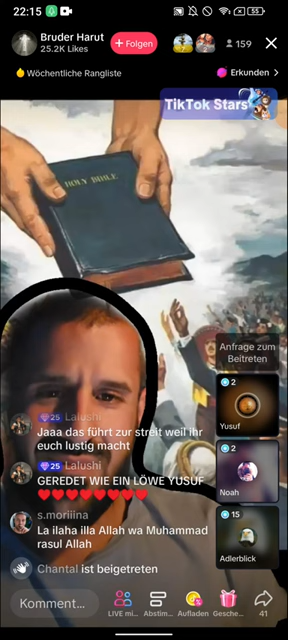 22:15
55
Bruder Harut
25.2K Likes
+ Folgen
159
Wöchentliche Rangliste
Erkunden >
TikTok Stars
HOLY BIBLE
Anfrage zum
Beitreten
2
Yusuf
2
Noah
15
Adlerblick
25 Lalushi
Jaaa das führt zur streit weil ihr
euch lustig macht
25 Lalushi
GEREDET WIE EIN LÖWE YUSUF
❤️❤️❤️❤️❤️❤️❤️❤️
s.moriiina
La ilaha illa Allah wa Muhammad
rasul Allah
Chantal ist beigetreten
Komment...
LIVE mi...
Abstim...
Aufladen
Gesche...
41